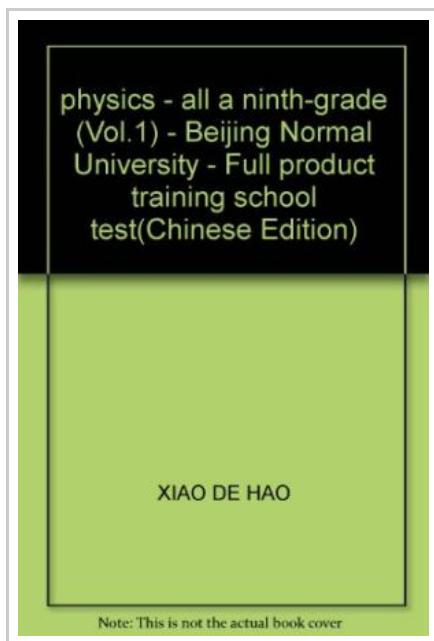 physics - all a ninth-grade
(Vol.1) - Beijing Normal
University - Full product
training school
test(Chinese Edition)
XIAO DE HAO
Note: This is not the actual book cover